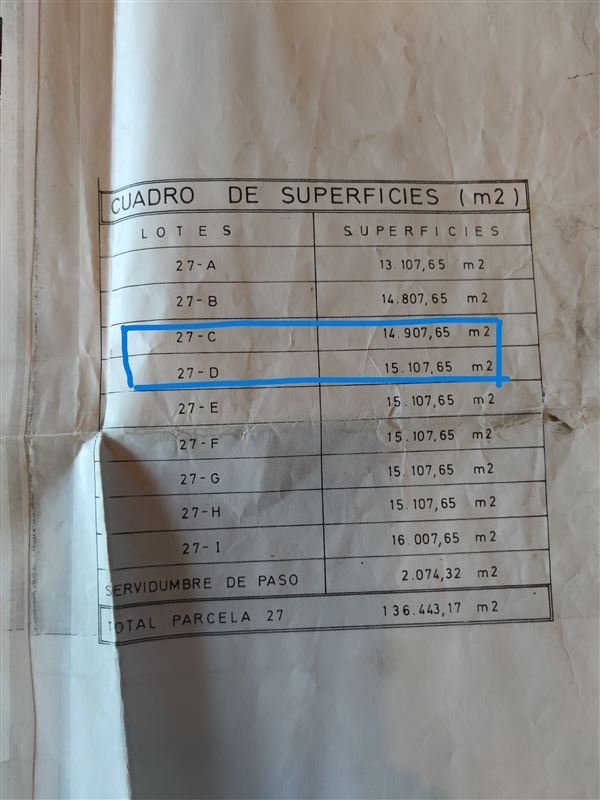 CUADRO DE SUPERFICIES (m2)
LOTES SUPERFICIES
27-A 13.107,65 m2
27-B 14.807,65 m2
27-C 14.907,65 m2
27-D 15.107,65 m2
27-E 15.107,65 m2
27-F 15.107,65 m2
27-G 15.107,65 m2
27-H 15.107,65 m2
27-I 16.007,65 m2
SERVIDUMBRE DE PASO 2.074,32 m2
TOTAL PARCELA 27 136.443,17 m2